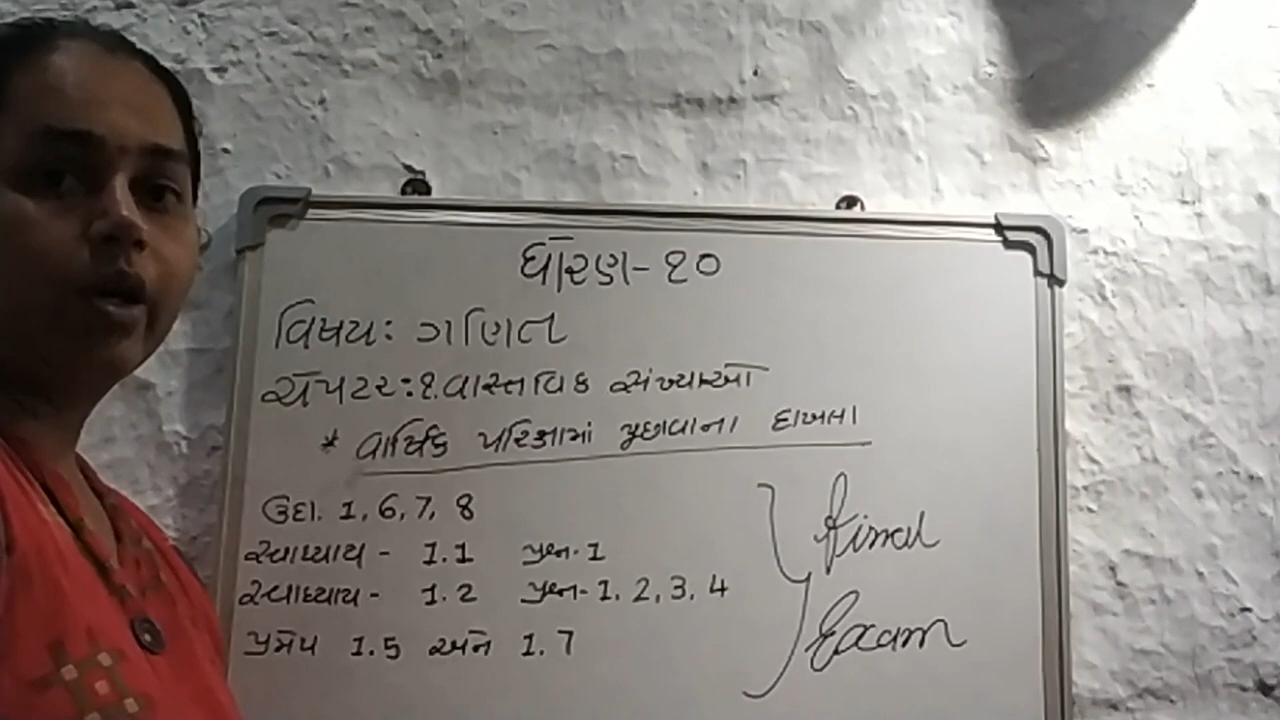 ધોરણ-૧૦
વિષય: ગણિત
ચેપટર:૧.વાસ્તવિક સંખ્યાઓ
* વાર્ષિક પરિક્ષામાં પુછાવાના દાખલા
ઉદા. 1, 6, 7, 8
સ્વાધ્યાય - 1.1 પ્રશ્ન-1
સ્વાધ્યાય - 1.2 પ્રશ્ન-1, 2, 3, 4
પ્રમેય 1.5 અને 1.7
Final
Exam